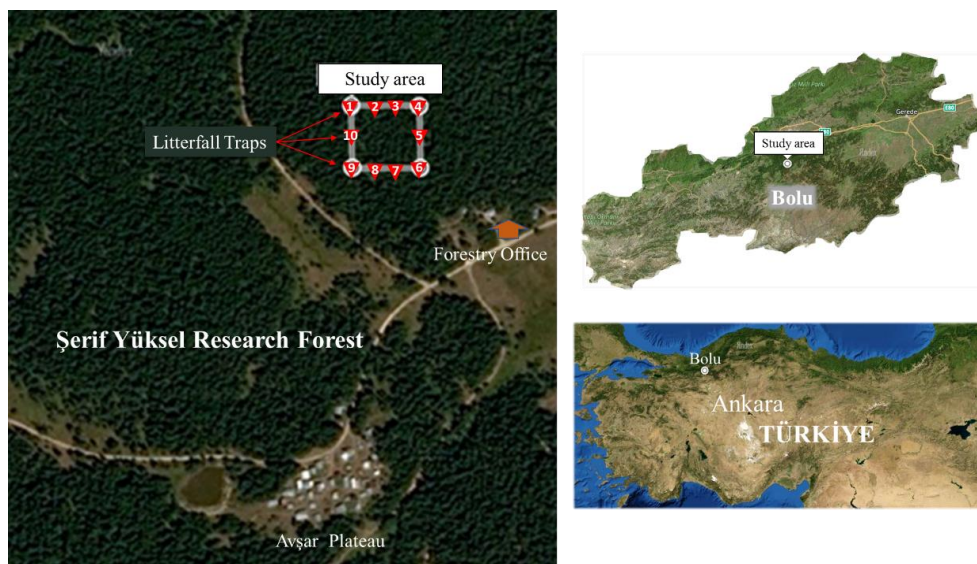 Study area
1 2 3 4
Litterfall Traps
10 5
9 8 7 6
Forestry Office
Şerif Yüksel Research Forest
Avşar Plateau
Gerede
Study area
Bolu
Bolu
Ankara
TÜRKİYE